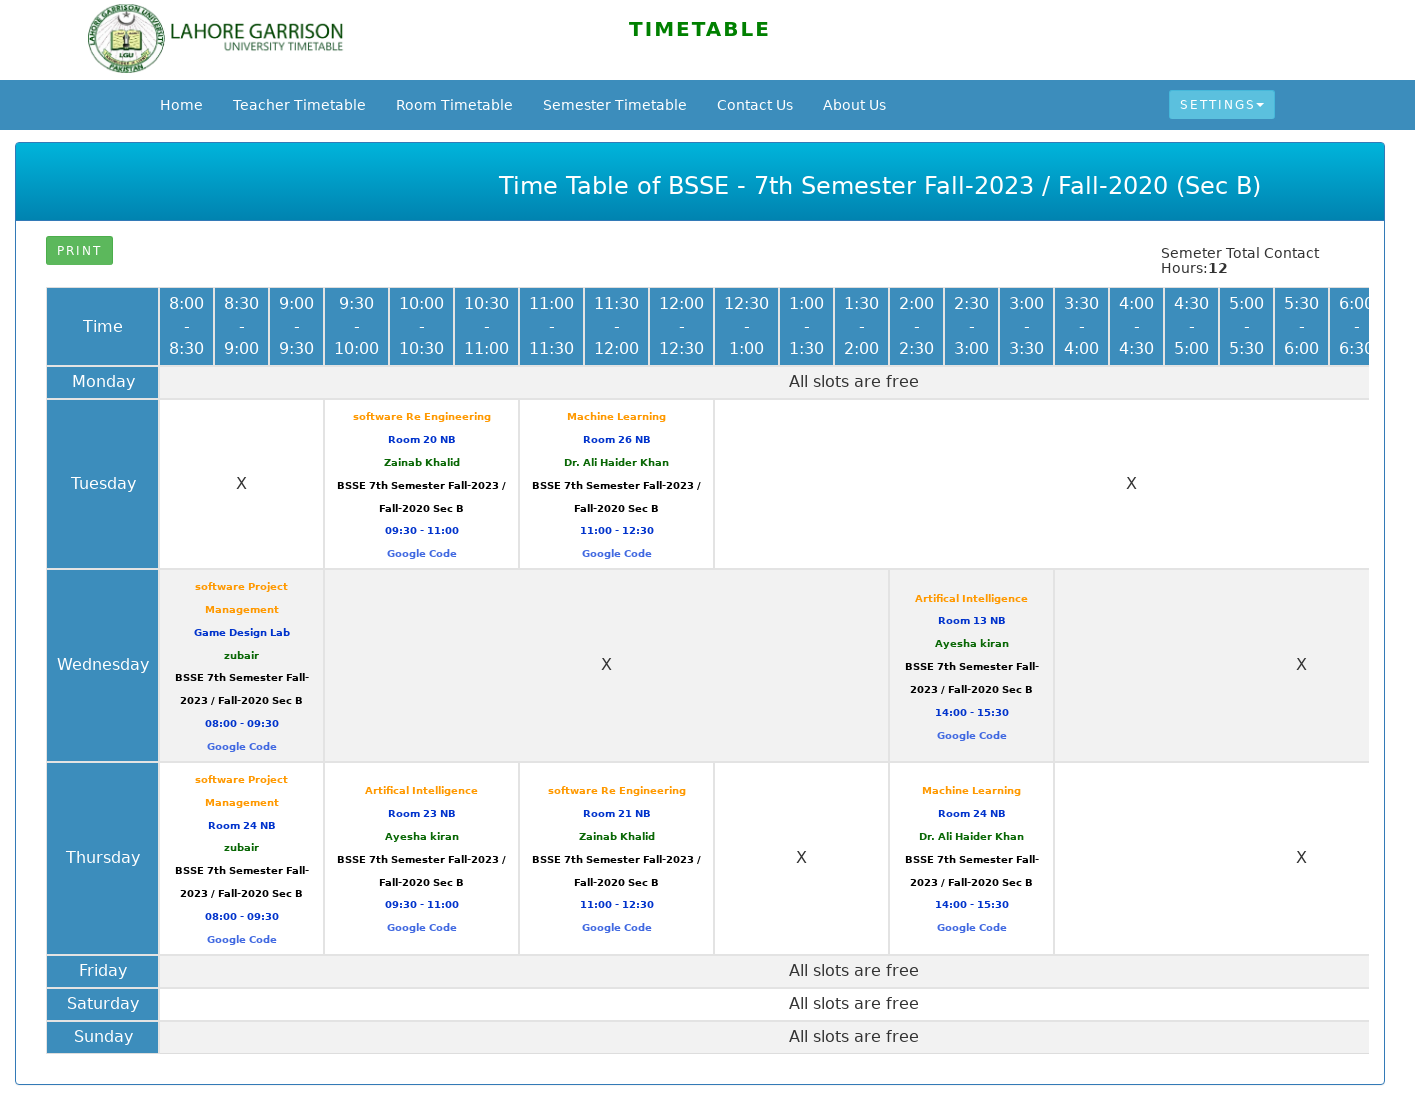 LAHORE GARRISON
UNIVERSITY TIMETABLE
LGU
PAKISTAN
TIMETABLE
Home Teacher Timetable Room Timetable Semester Timetable Contact Us About Us SETTINGS
Time Table of BSSE - 7th Semester Fall-2023 / Fall-2020 (Sec B)
PRINT
Semeter Total Contact
Hours:12
Time
8:00 - 8:30
8:30 - 9:00
9:00 - 9:30
9:30 - 10:00
10:00 - 10:30
10:30 - 11:00
11:00 - 11:30
11:30 - 12:00
12:00 - 12:30
12:30 - 1:00
1:00 - 1:30
1:30 - 2:00
2:00 - 2:30
2:30 - 3:00
3:00 - 3:30
3:30 - 4:00
4:00 - 4:30
4:30 - 5:00
5:00 - 5:30
5:30 - 6:00
6:00 - 6:30
Monday
All slots are free
Tuesday
X
software Re Engineering
Room 20 NB
Zainab Khalid
BSSE 7th Semester Fall-2023 /
Fall-2020 Sec B
09:30 - 11:00
Google Code
Machine Learning
Room 26 NB
Dr. Ali Haider Khan
BSSE 7th Semester Fall-2023 /
Fall-2020 Sec B
11:00 - 12:30
Google Code
X
Wednesday
software Project
Management
Game Design Lab
zubair
BSSE 7th Semester Fall-
2023 / Fall-2020 Sec B
08:00 - 09:30
Google Code
X
Artifical Intelligence
Room 13 NB
Ayesha kiran
BSSE 7th Semester Fall-
2023 / Fall-2020 Sec B
14:00 - 15:30
Google Code
X
Thursday
software Project
Management
Room 24 NB
zubair
BSSE 7th Semester Fall-
2023 / Fall-2020 Sec B
08:00 - 09:30
Google Code
Artifical Intelligence
Room 23 NB
Ayesha kiran
BSSE 7th Semester Fall-2023 /
Fall-2020 Sec B
09:30 - 11:00
Google Code
software Re Engineering
Room 21 NB
Zainab Khalid
BSSE 7th Semester Fall-2023 /
Fall-2020 Sec B
11:00 - 12:30
Google Code
X
Machine Learning
Room 24 NB
Dr. Ali Haider Khan
BSSE 7th Semester Fall-
2023 / Fall-2020 Sec B
14:00 - 15:30
Google Code
X
Friday
All slots are free
Saturday
All slots are free
Sunday
All slots are free